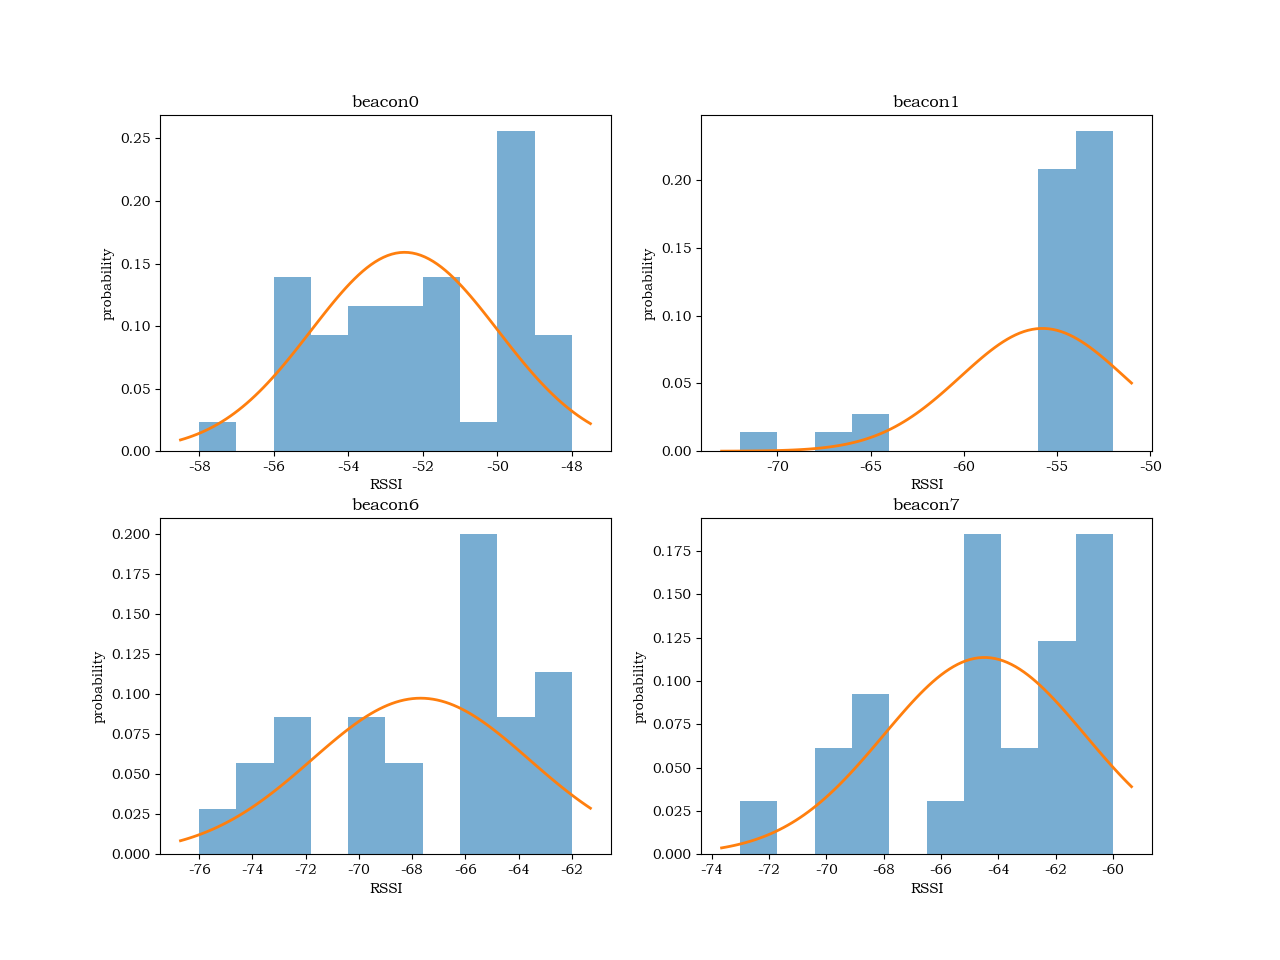 beacon0
0.25
0.20
0.15
0.10
0.05
0.00
probability
-58 -56 -54 -52 -50 -48
RSSI
beacon1
0.20
0.15
0.10
0.05
0.00
probability
-70 -65 -60 -55 -50
RSSI
beacon6
0.200
0.175
0.150
0.125
0.100
0.075
0.050
0.025
0.000
probability
-76 -74 -72 -70 -68 -66 -64 -62
RSSI
beacon7
0.175
0.150
0.125
0.100
0.075
0.050
0.025
0.000
probability
-74 -72 -70 -68 -66 -64 -62 -60
RSSI